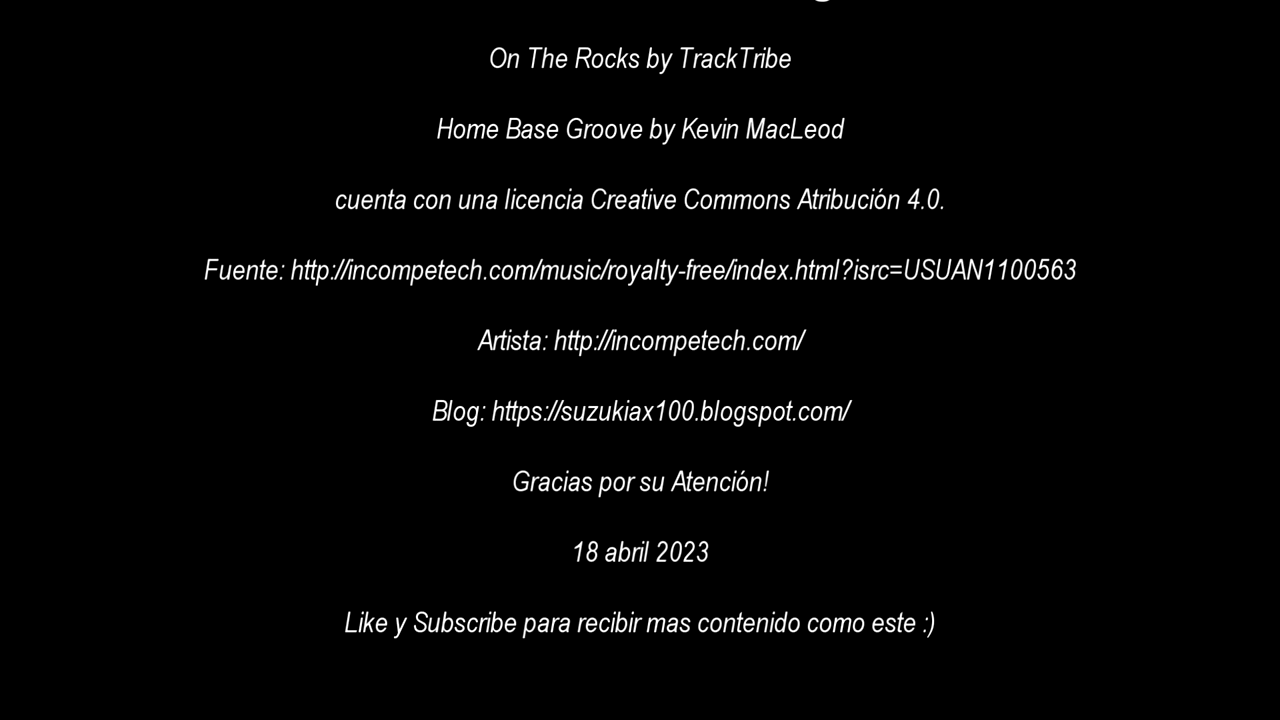 On The Rocks by TrackTribe
Home Base Groove by Kevin MacLeod
cuenta con una licencia Creative Commons Atribución 4.0.
Fuente: http://incompetech.com/music/royalty-free/index.html?isrc=USUAN1100563
Artista: http://incompetech.com/
Blog: https://suzukiax100.blogspot.com/
Gracias por su Atención!
18 abril 2023
Like y Subscribe para recibir mas contenido como este :)